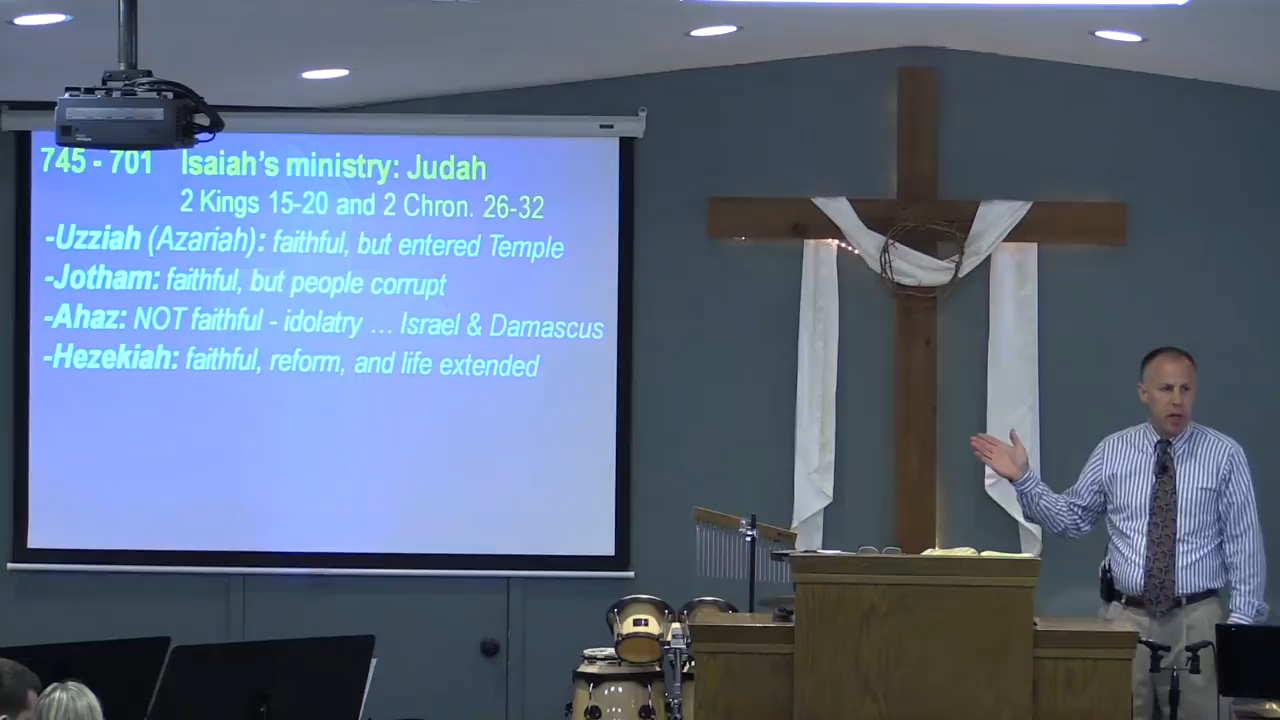 745 - 701 Isaiah's ministry: Judah
2 Kings 15-20 and 2 Chron. 26-32
-Uzziah (Azariah): faithful, but entered Temple
-Jotham: faithful, but people corrupt
-Ahaz: NOT faithful - idolatry ... Israel & Damascus
-Hezekiah: faithful, reform, and life extended